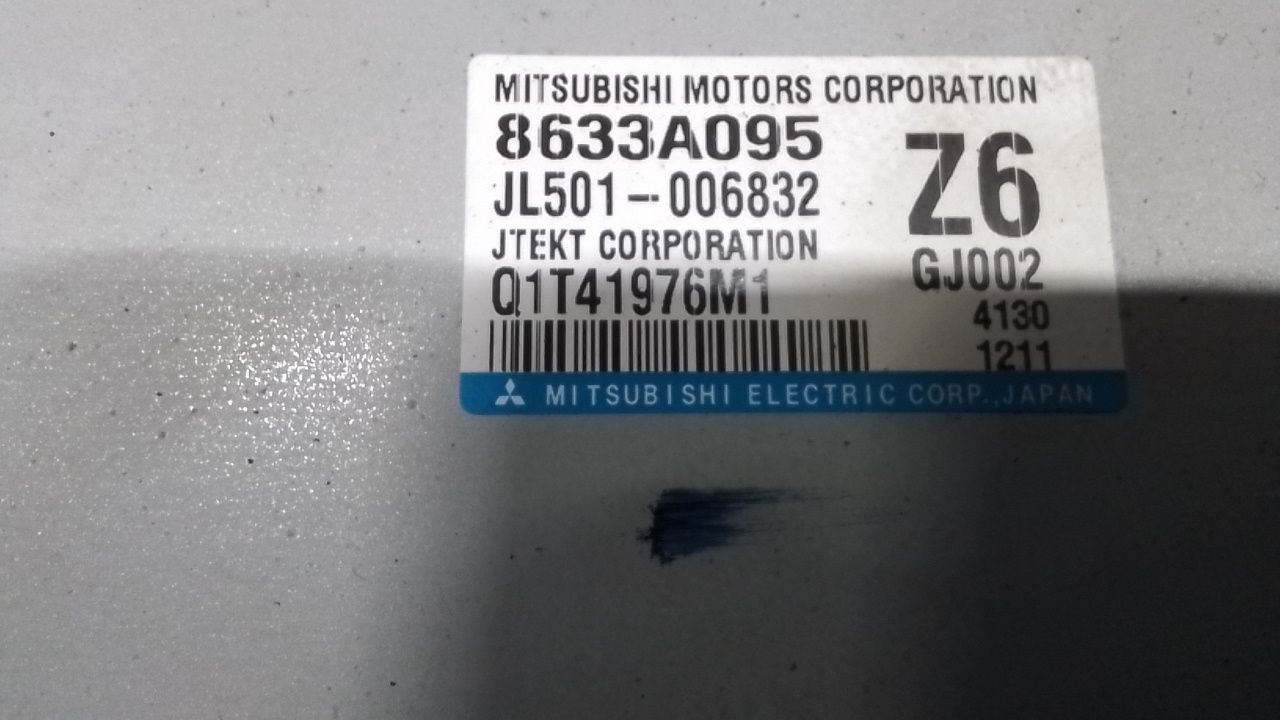 MITSUBISHI MOTORS CORPORATION
8633A095
Z6
JL501-006832
JTEKT CORPORATION
GJ002
Q1T41976M1
4130
1211
MITSUBISHI ELECTRIC CORP.,JAPAN